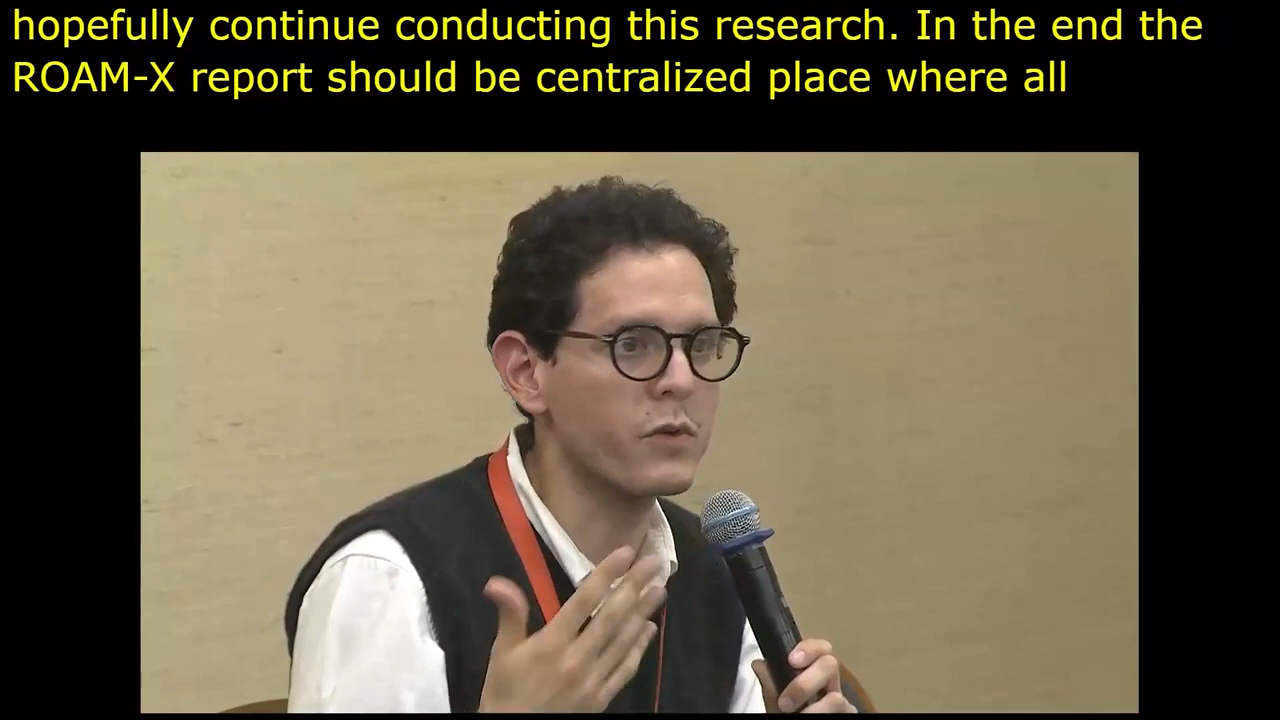 hopefully continue conducting this research. In the end the
ROAM-X report should be centralized place where all